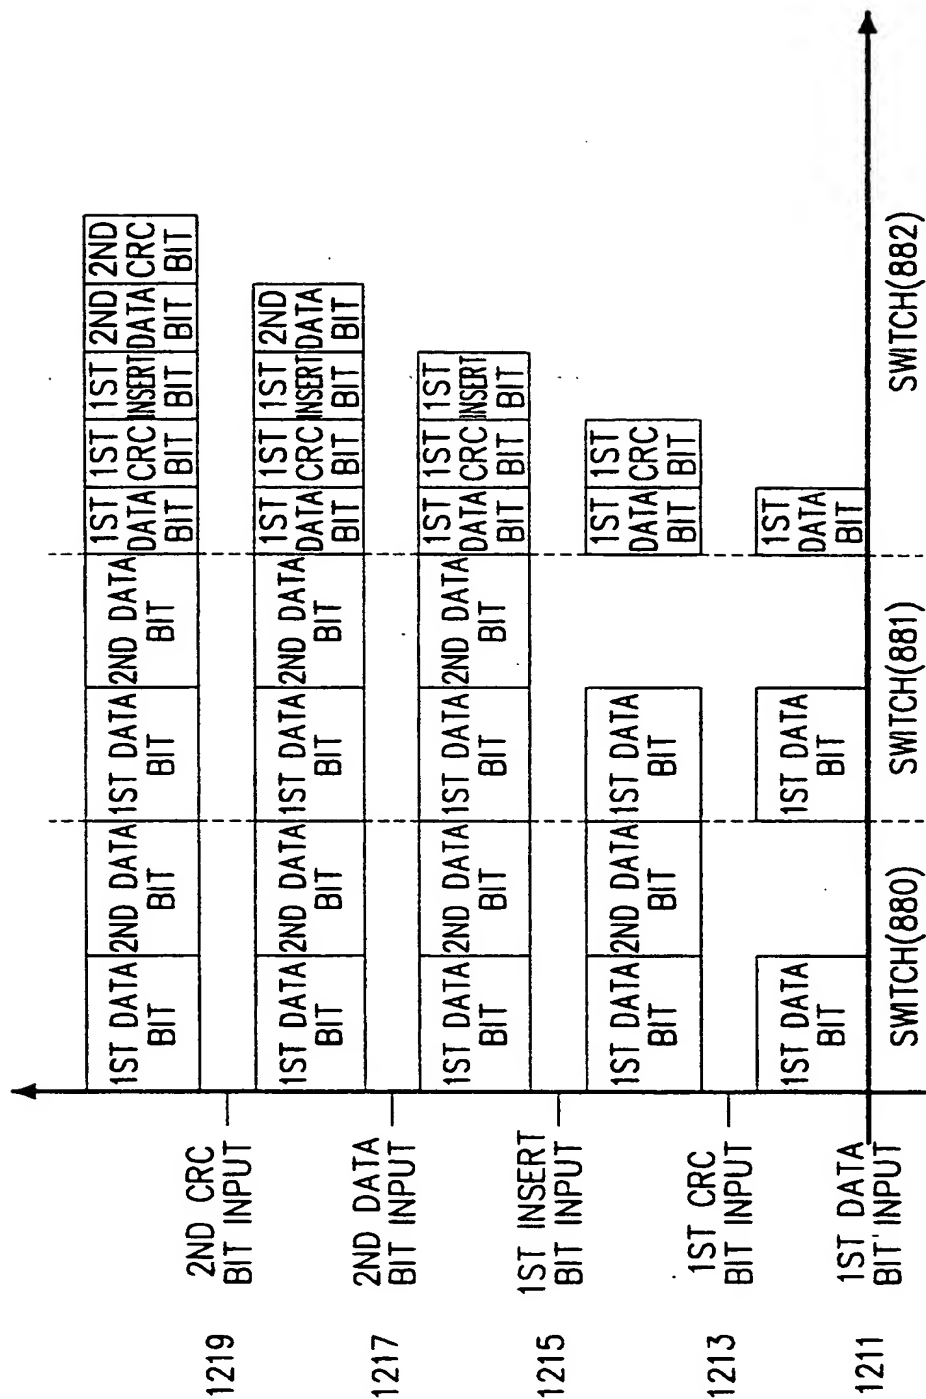 1ST DATA
BIT
2ND DATA
BIT
1ST DATA
BIT
2ND DATA
BIT
1ST
DATA
BIT
1ST
CRC
BIT
1ST
INSERT
BIT
2ND
DATA
BIT
2ND
CRC
BIT
1219
2ND CRC
BIT INPUT
1ST DATA
BIT
2ND DATA
BIT
1ST DATA
BIT
2ND DATA
BIT
1ST
DATA
BIT
1ST
CRC
BIT
1ST
INSERT
BIT
2ND
DATA
BIT
1217
2ND DATA
BIT INPUT
1ST DATA
BIT
2ND DATA
BIT
1ST DATA
BIT
2ND DATA
BIT
1ST
DATA
BIT
1ST
CRC
BIT
1ST
INSERT
BIT
1215
1ST INSERT
BIT INPUT
1ST DATA
BIT
2ND DATA
BIT
1ST DATA
BIT
1ST
DATA
BIT
1ST
CRC
BIT
1213
1ST CRC
BIT INPUT
1ST DATA
BIT
1ST DATA
BIT
1ST
DATA
BIT
1211
1ST DATA
BIT' INPUT
SWITCH(880)
SWITCH(881)
SWITCH(882)